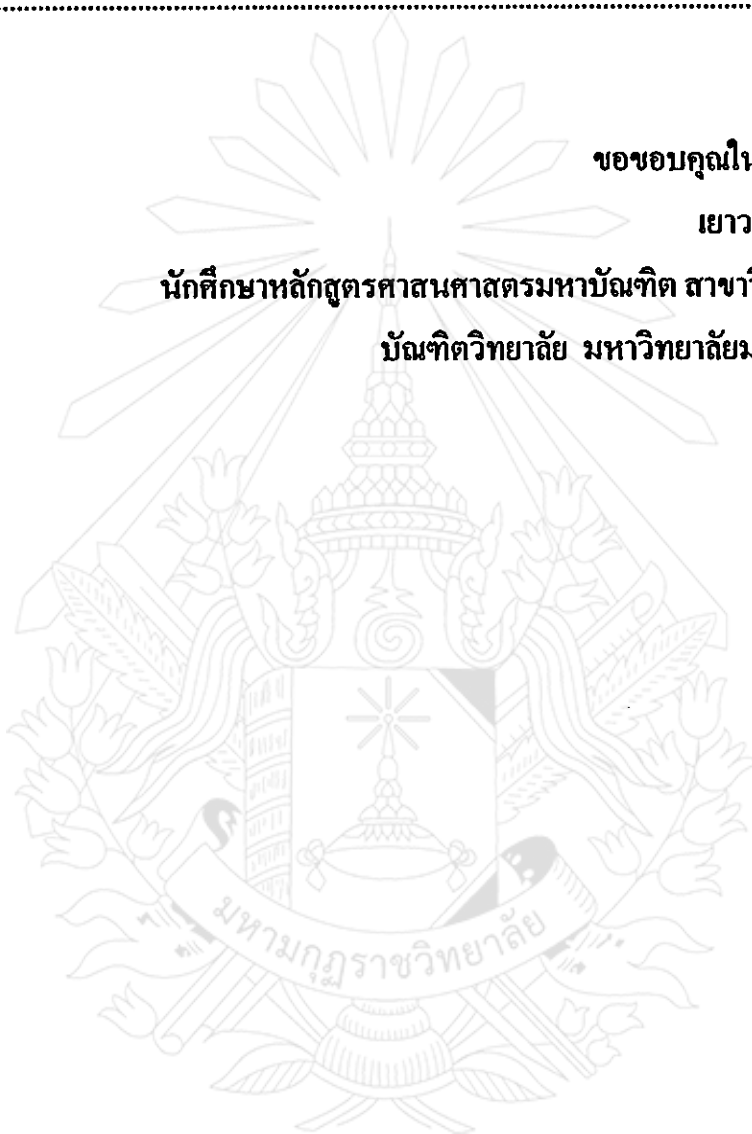 ขอขอบคุณใน
เยาว
นักศึกษาหลักสูตรศาสนศาสตรมหาบัณฑิต สาขาวิ
บัณฑิตวิทยาลัย มหาวิทยาลัยม
มหามกุฏราชวิทยาลัย